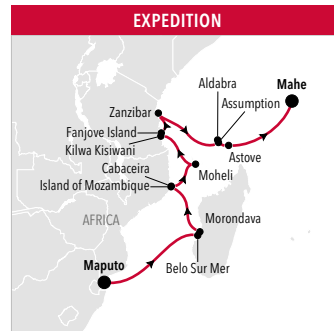 EXPEDITION
Aldabra
Mahe
Assumption
Zanzibar
Fanjove Island
Kilwa Kisiwani
Astove
Cabaceira
Moheli
Island of Mozambique
AFRICA
Morondava
Maputo
Belo Sur Mer